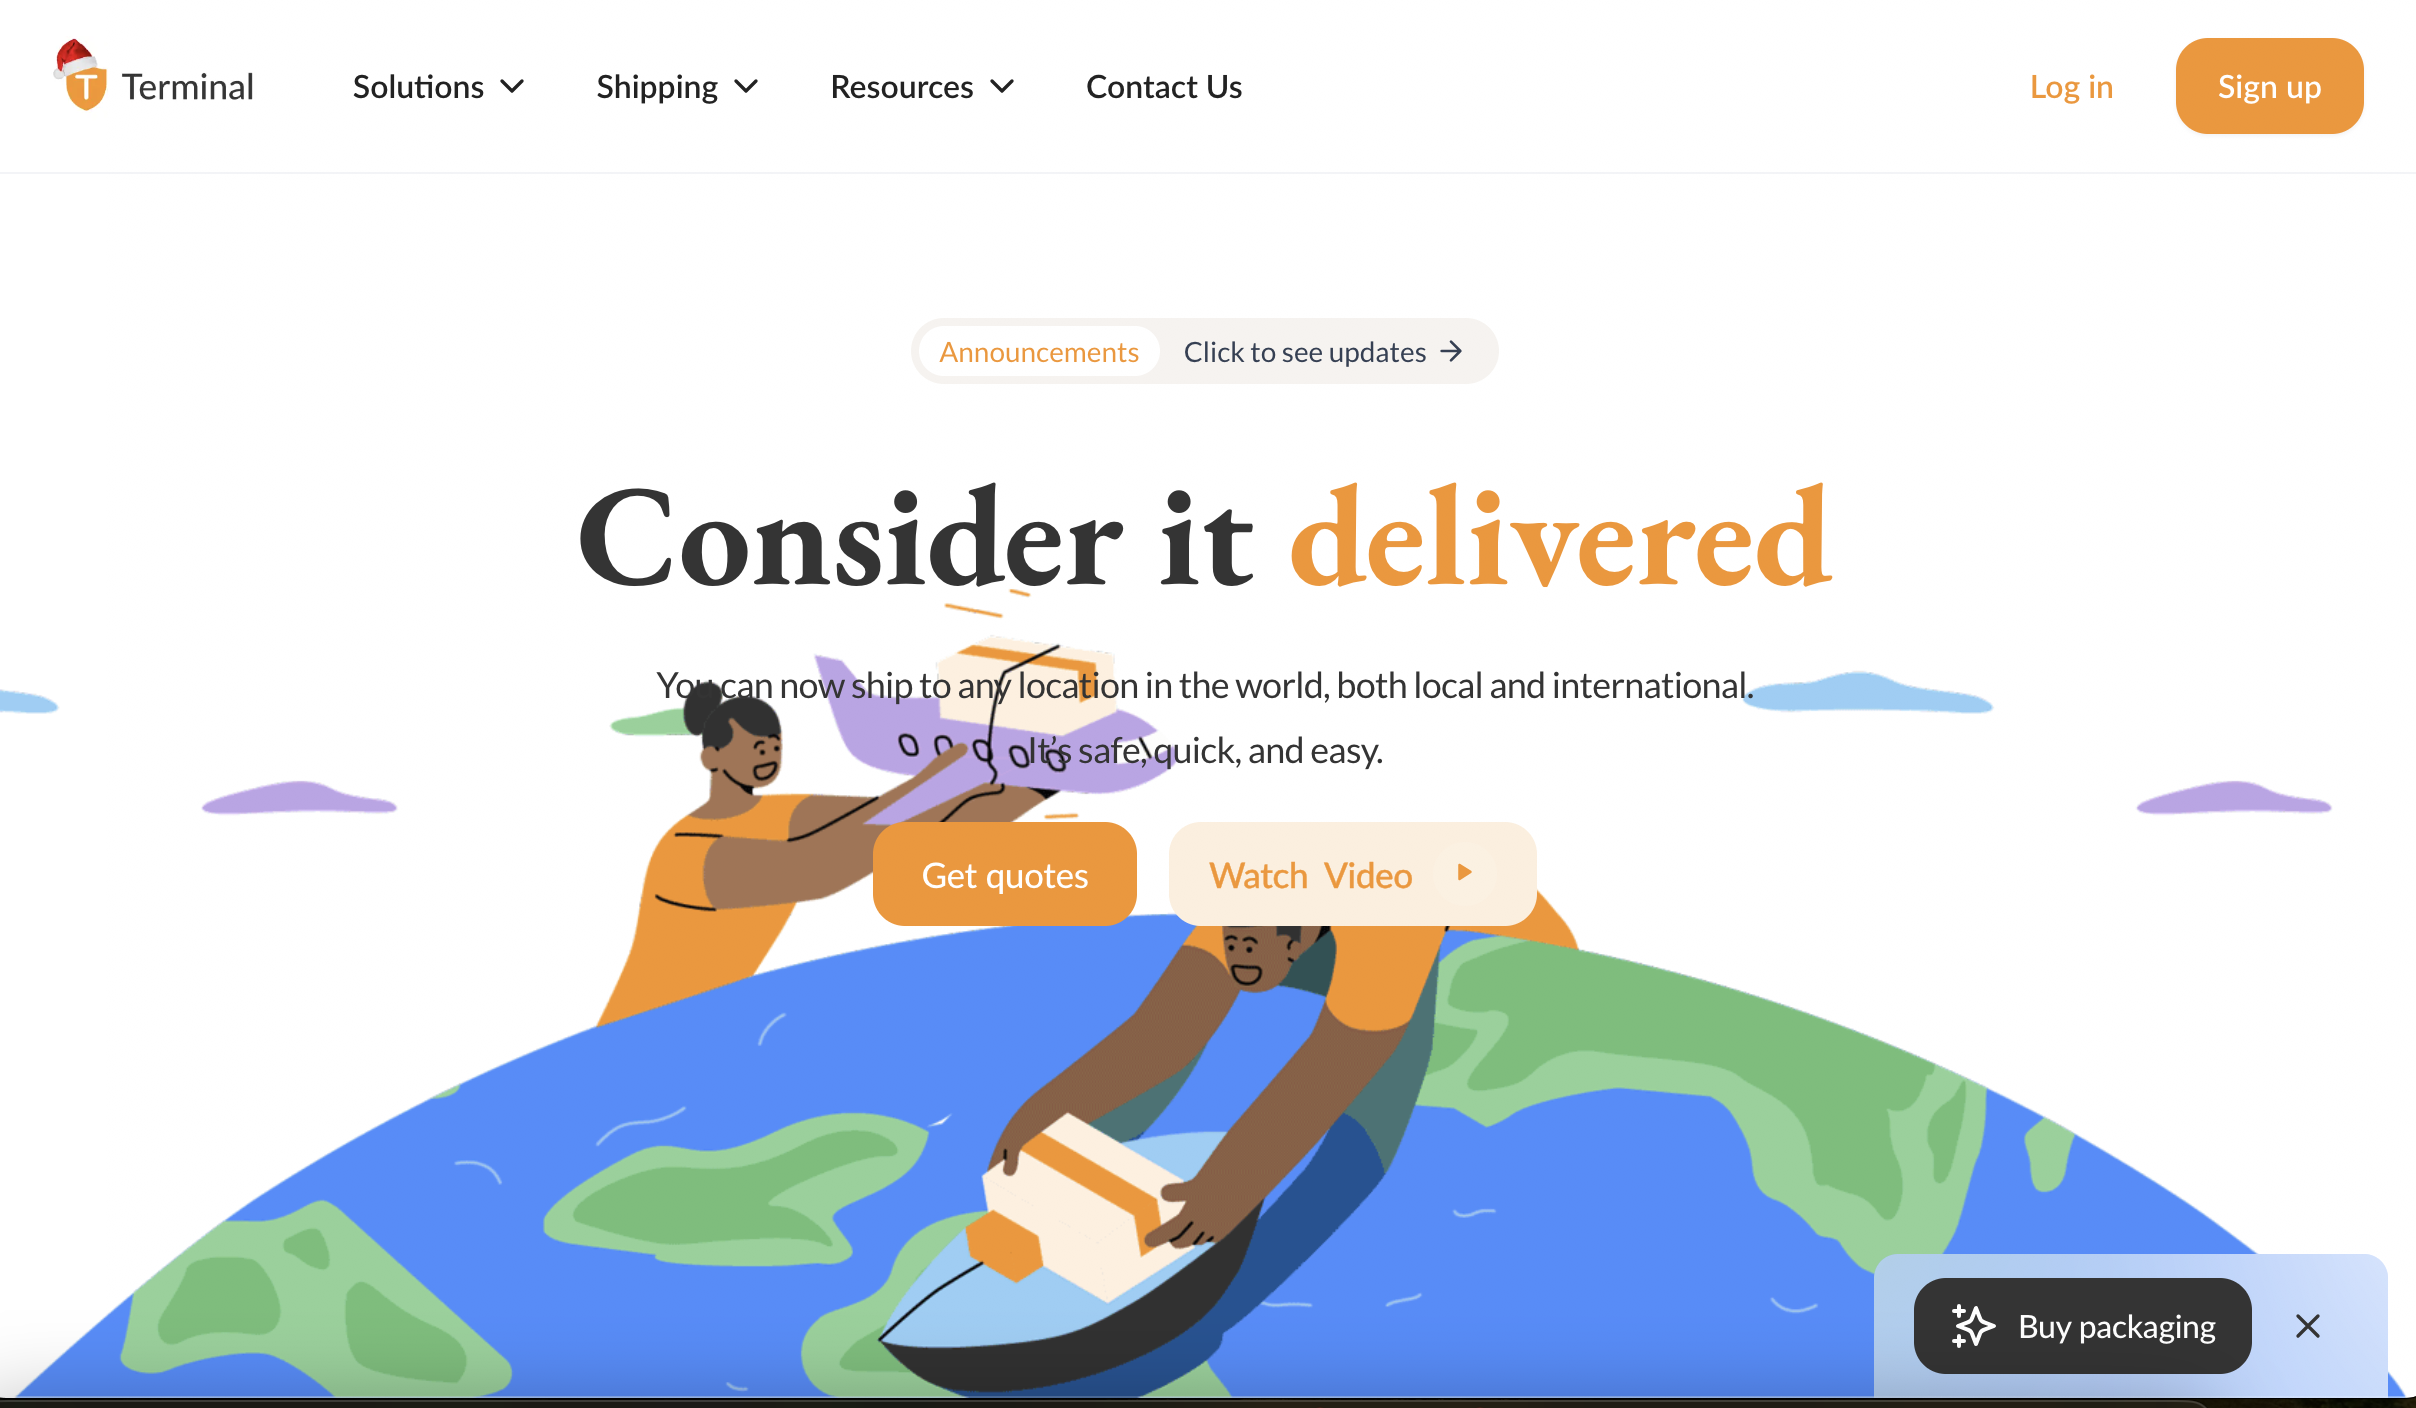 T Terminal
Solutions
Shipping
Resources
Contact Us
Log in
Sign up
Announcements
Click to see updates →
Consider it delivered
You can now ship to any location in the world, both local and international.
It’s safe, quick, and easy.
Get quotes
Watch Video
Buy packaging